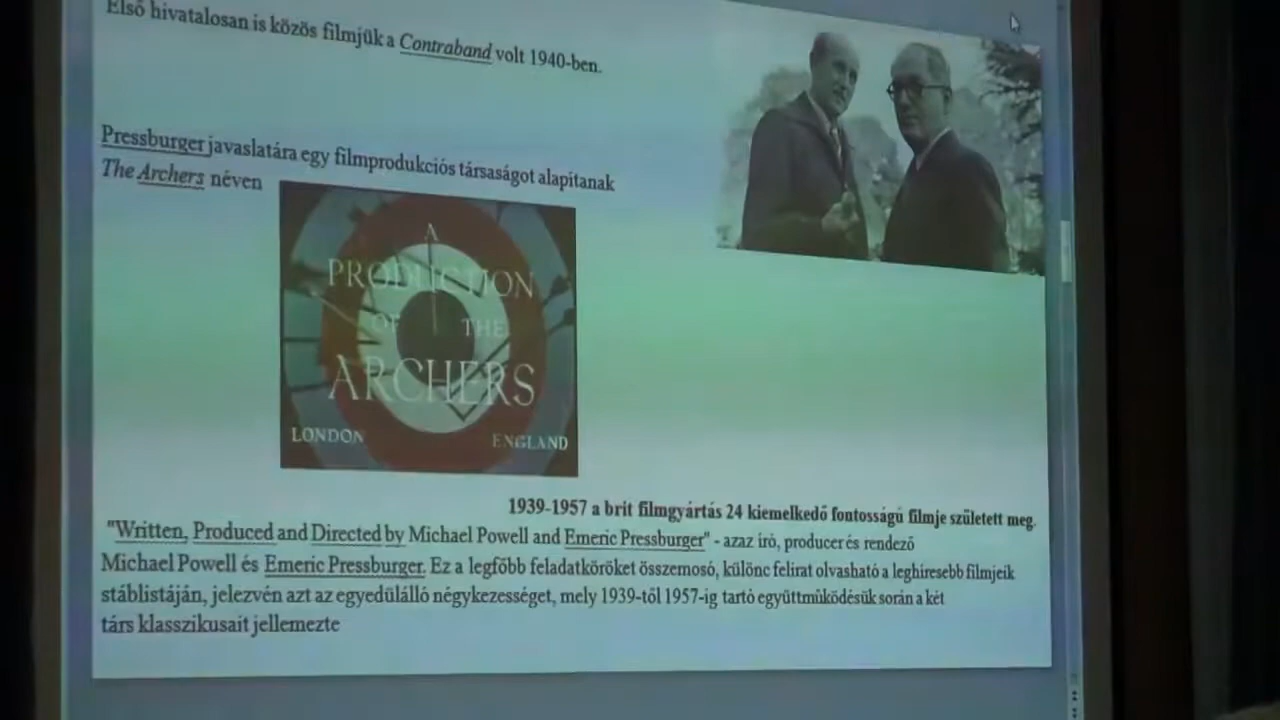 Első hivatalosan is közös filmjük a Contraband volt 1940-ben.
Pressburger javaslatára egy filmprodukciós társaságot alapítanak
The Archers néven
A
PRODUCTION
OF THE
ARCHERS
LONDON ENGLAND
1939-1957 a brit filmgyártás 24 kiemelkedő fontosságú filmje született meg.
"Written, Produced and Directed by Michael Powell and Emeric Pressburger" - azaz író, producer és rendező
Michael Powell és Emeric Pressburger. Ez a legfőbb feladatköröket összemosó, különc felirat olvasható a leghíresebb filmjeik
stáblistáján, jelezvén azt az egyedülálló négykezességet, mely 1939-től 1957-ig tartó együttműködésük során a két
társ klasszikusait jellemezte